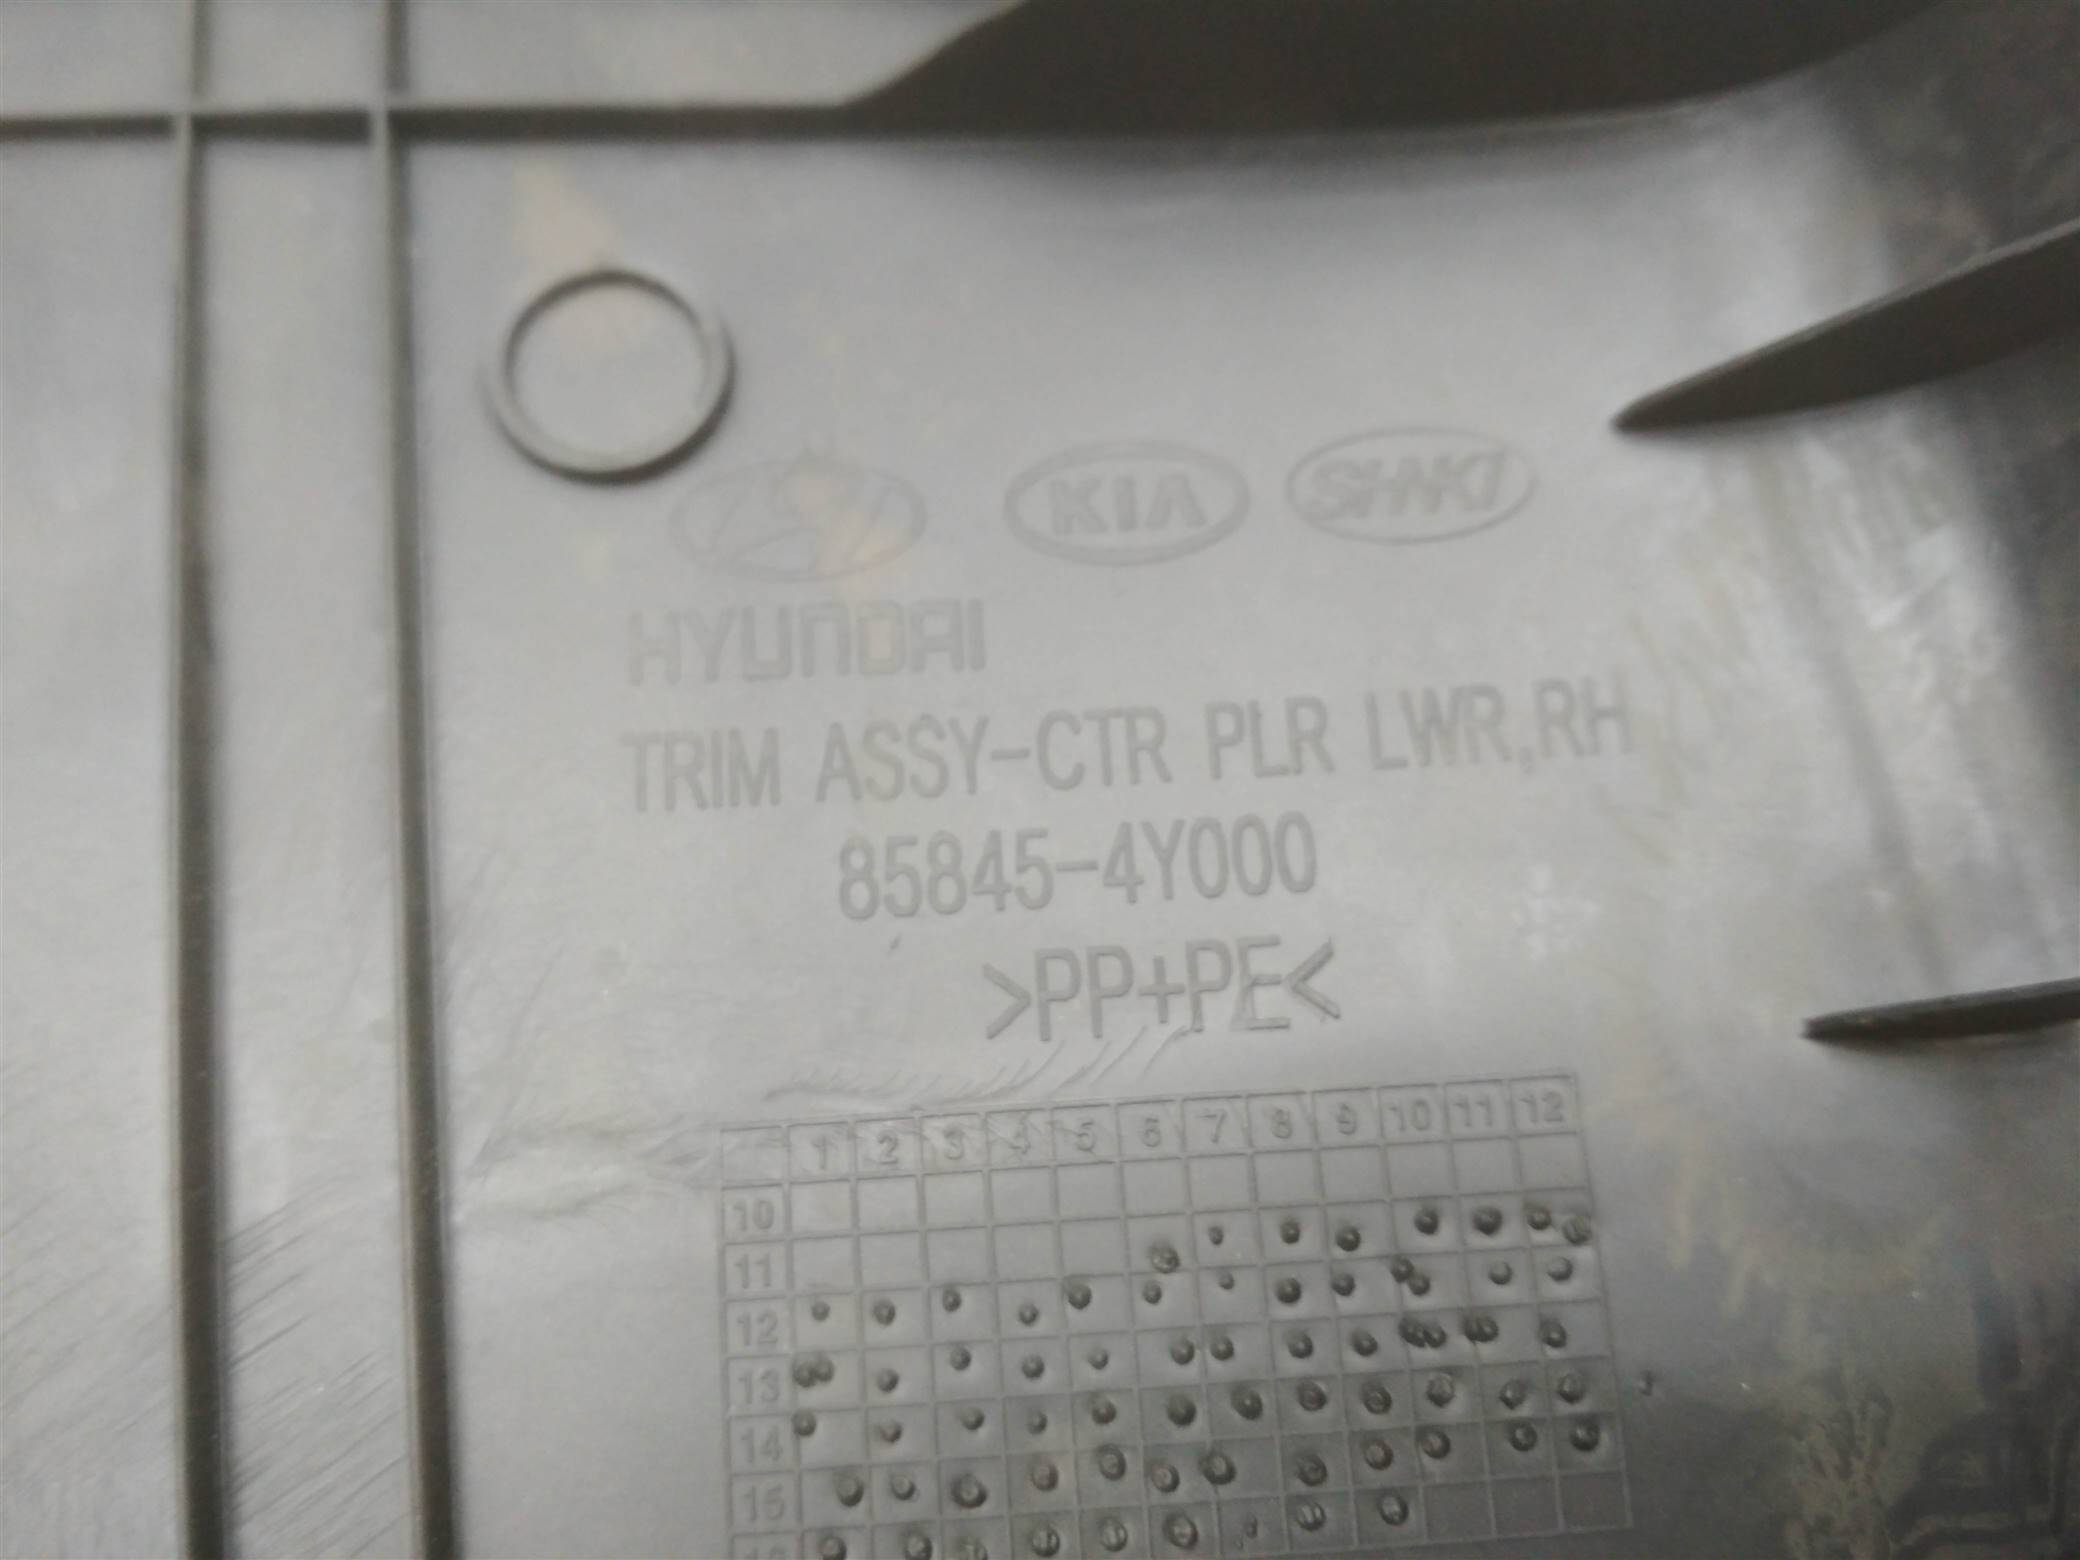 KIA
HYUNDAI
TRIM ASSY-CTR PLR LWR,RH
85845-4Y000
>PP+PE<
1 2 3 4 5 6 7 8 9 10 11 12
10
11
12
13
14
15